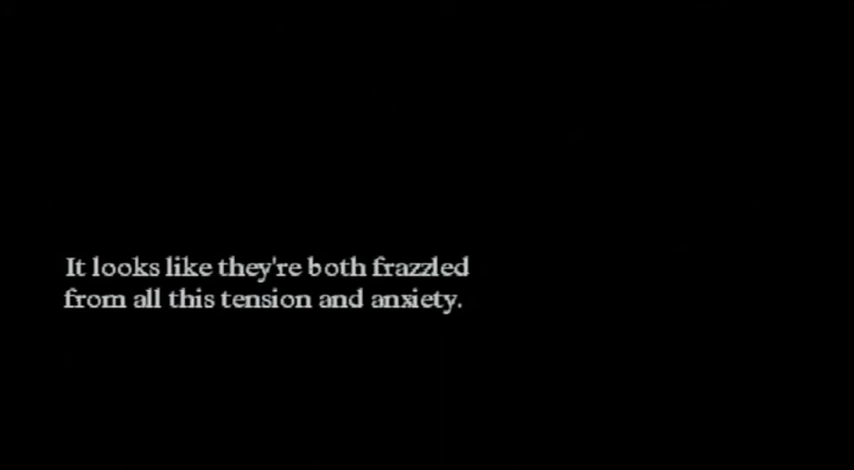 It looks like they're both frazzled
from all this tension and anxiety.